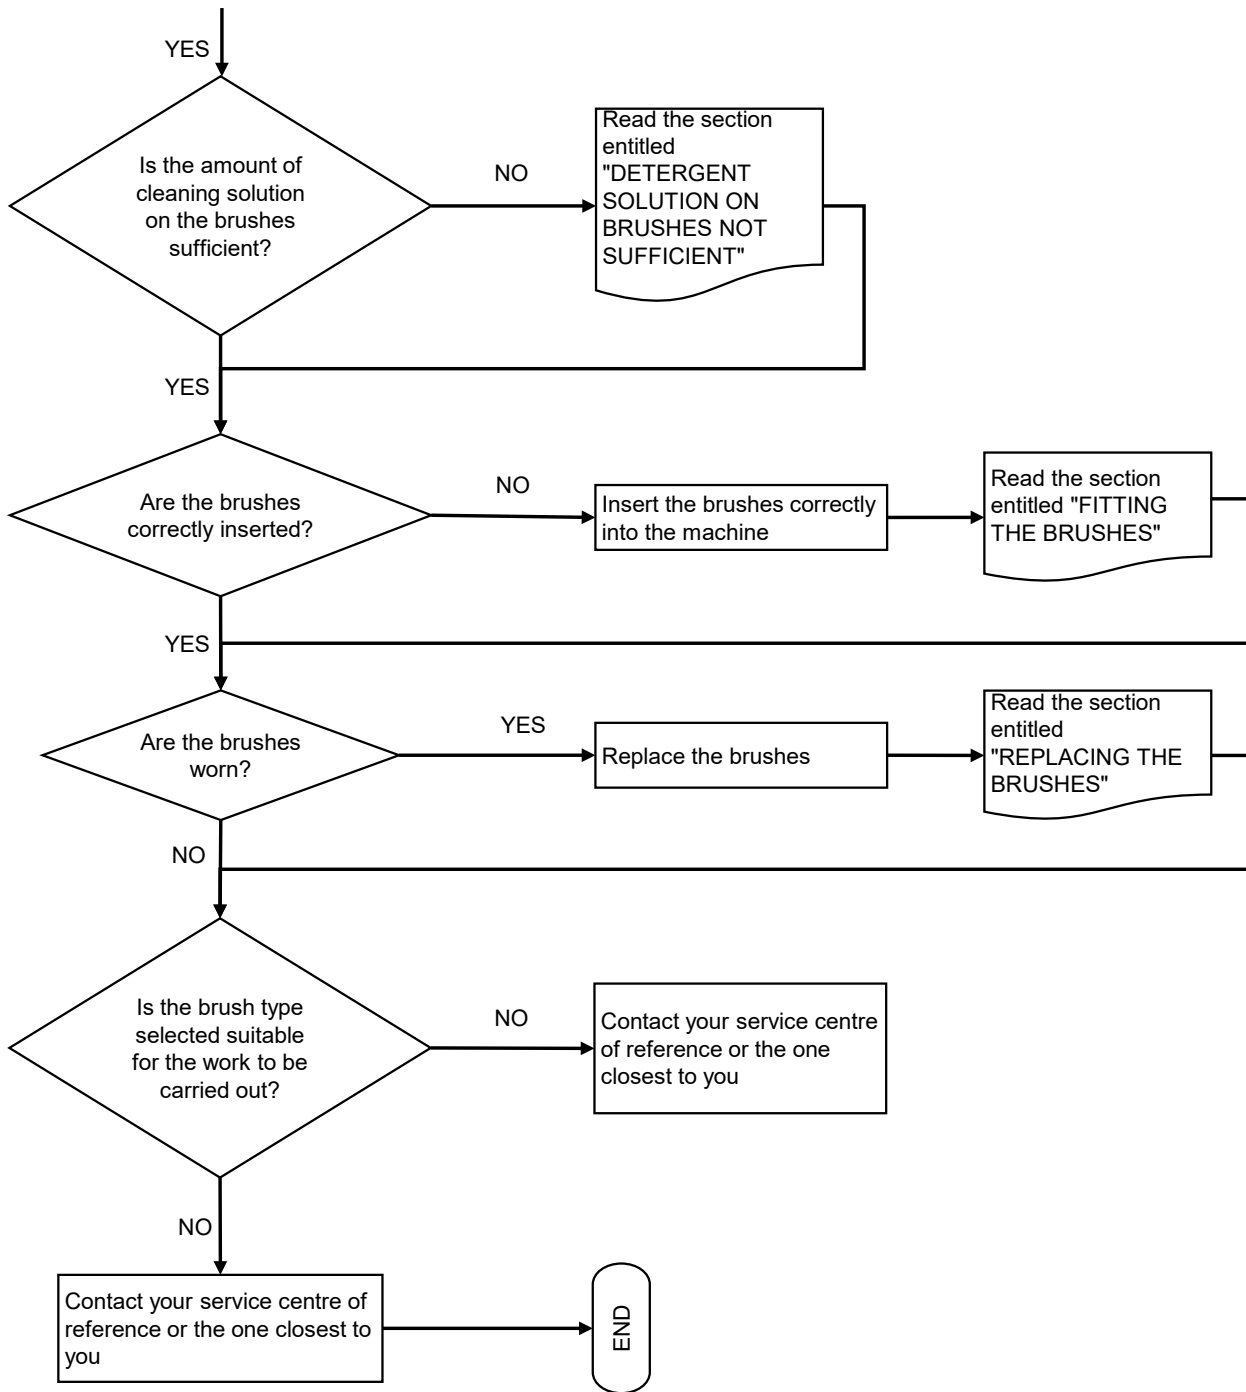 YES
Is the amount of
cleaning solution
on the brushes
sufficient?
NO
Read the section
entitled
"DETERGENT
SOLUTION ON
BRUSHES NOT
SUFFICIENT"
YES
Are the brushes
correctly inserted?
NO
Insert the brushes correctly
into the machine
Read the section
entitled "FITTING
THE BRUSHES"
YES
Are the brushes
worn?
YES
Replace the brushes
Read the section
entitled
"REPLACING THE
BRUSHES"
NO
Is the brush type
selected suitable
for the work to be
carried out?
NO
Contact your service centre
of reference or the one
closest to you
NO
Contact your service centre of
reference or the one closest to
you
END